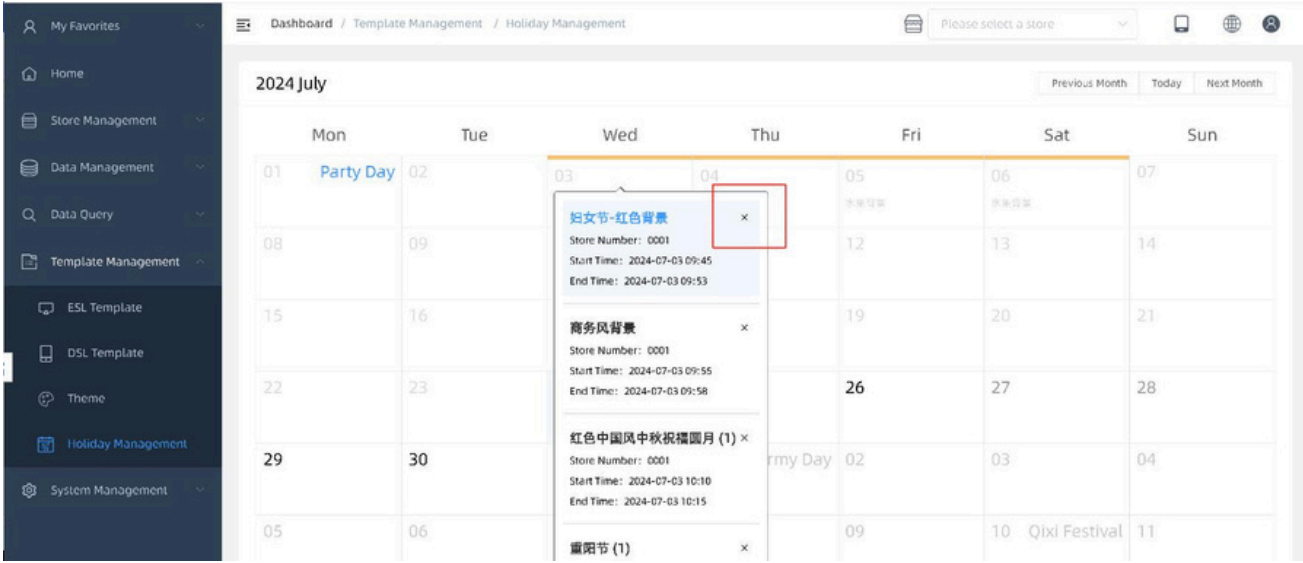 My Favorites
Dashboard / Template Management / Holiday Management
Please select a store
Home
2024 July
Previous Month Today Next Month
Store Management
Mon Tue Wed Thu Fri Sat Sun
Data Management
01 Party Day 02 03 04 05 06 07
Data Query
妇女节-红色背景 ×
Store Number: 0001
Start Time: 2024-07-03 09:45
End Time: 2024-07-03 09:53
08 09 12 13 14
Template Management
ESL Template
15 16 19 20 21
商务风背景 ×
Store Number: 0001
Start Time: 2024-07-03 09:55
End Time: 2024-07-03 09:58
DSL Template
22 23 26 27 28
Theme
Holiday Management
红色中国风中秋祝福圆月 (1) ×
Store Number: 0001
Start Time: 2024-07-03 10:10
End Time: 2024-07-03 10:15
29 30 rmy Day 02 03 04
System Management
05 06 09 10 Qixi Festival 11
重阳节 (1) ×